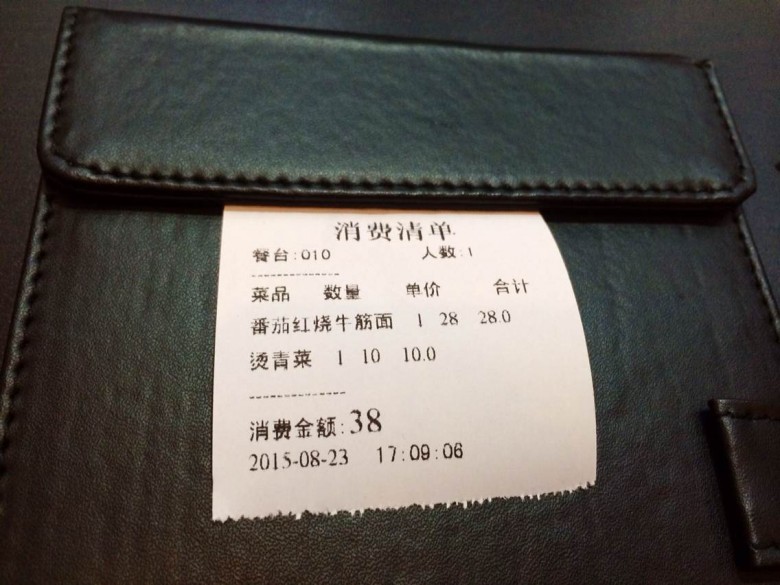 消费清单
餐台:010 人数:1
--------------
菜品 数量 单价 合计
番茄红烧牛筋面 1 28 28.0
烫青菜 1 10 10.0
--------------
消费金额:38
2015-08-23 17:09:06